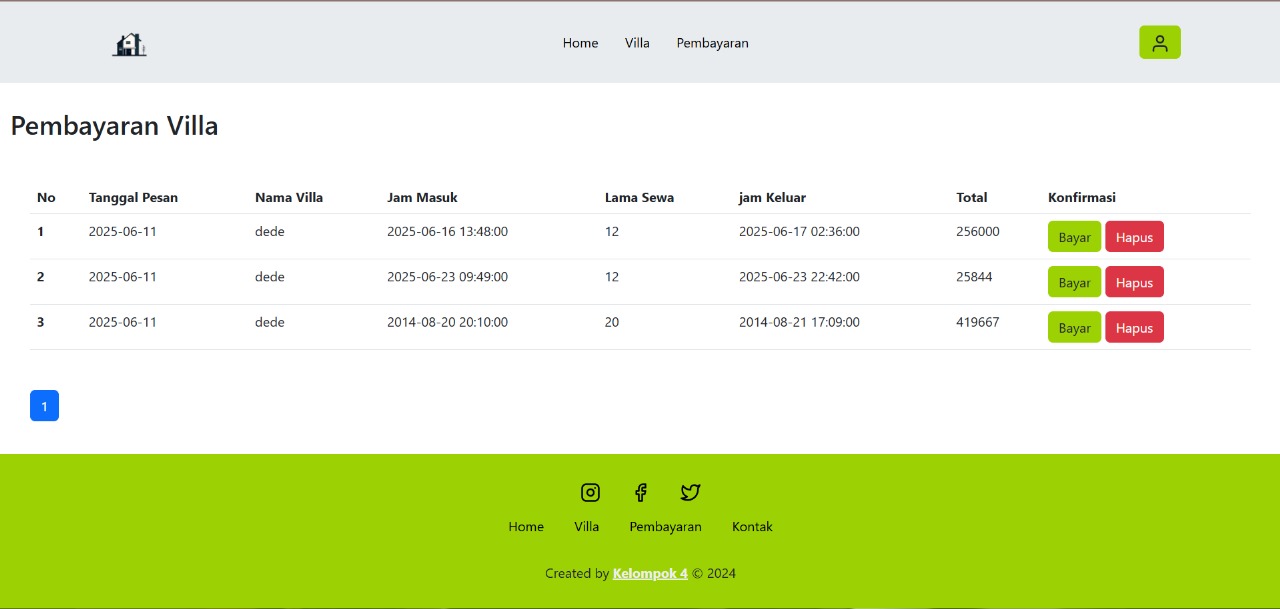 Home Villa Pembayaran
Pembayaran Villa
No Tanggal Pesan Nama Villa Jam Masuk Lama Sewa jam Keluar Total Konfirmasi
1 2025-06-11 dede 2025-06-16 13:48:00 12 2025-06-17 02:36:00 256000 Bayar Hapus
2 2025-06-11 dede 2025-06-23 09:49:00 12 2025-06-23 22:42:00 25844 Bayar Hapus
3 2025-06-11 dede 2014-08-20 20:10:00 20 2014-08-21 17:09:00 419667 Bayar Hapus
1
Home Villa Pembayaran Kontak
Created by Kelompok 4 © 2024